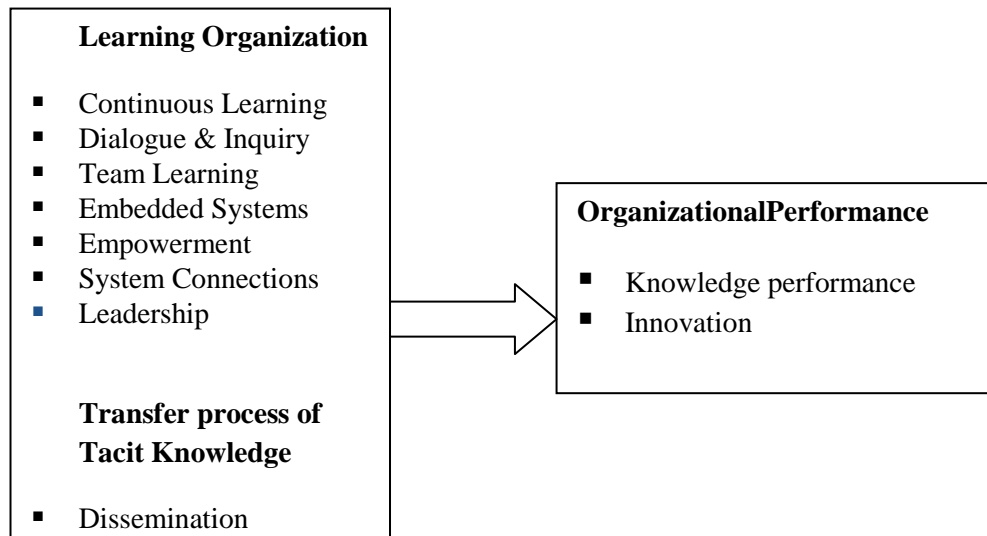 Learning Organization
▪ Continuous Learning
▪ Dialogue & Inquiry
▪ Team Learning
▪ Embedded Systems
▪ Empowerment
▪ System Connections
▪ Leadership
Transfer process of
Tacit Knowledge
▪ Dissemination
OrganizationalPerformance
▪ Knowledge performance
▪ Innovation